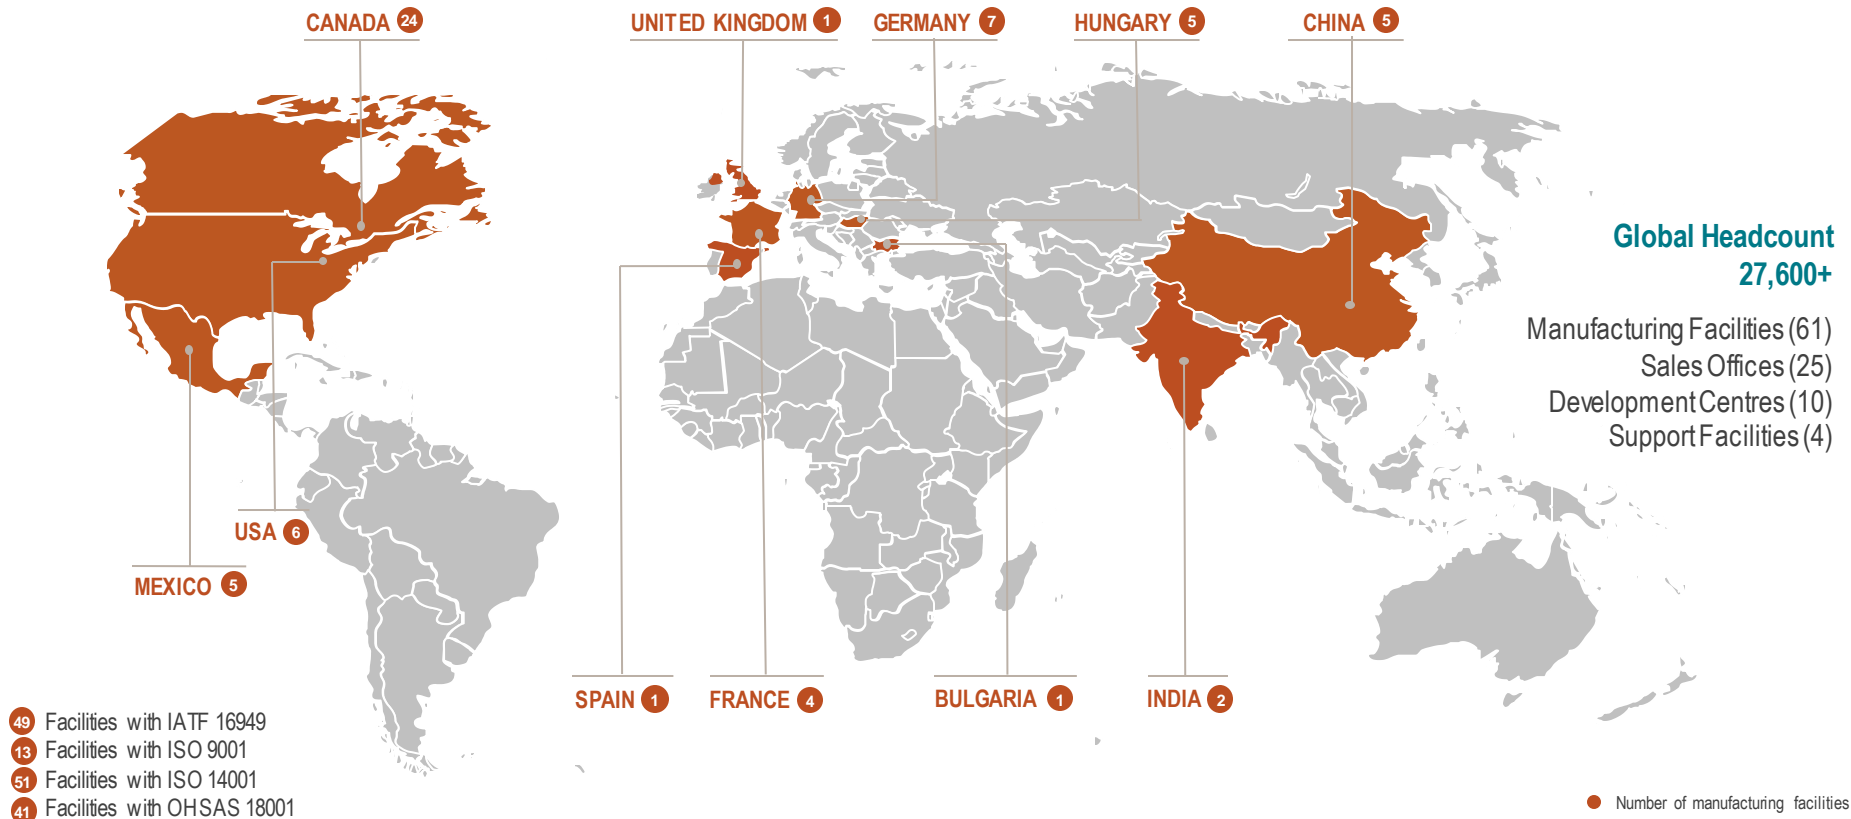 CANADA 24
UNITED KINGDOM 1
GERMANY 7
HUNGARY 5
CHINA 5
Global Headcount
27,600+
Manufacturing Facilities (61)
Sales Offices (25)
Development Centres (10)
Support Facilities (4)
USA 6
MEXICO 5
SPAIN 1
FRANCE 4
BULGARIA 1
INDIA 2
49 Facilities with IATF 16949
13 Facilities with ISO 9001
51 Facilities with ISO 14001
41 Facilities with OHSAS 18001
Number of manufacturing facilities